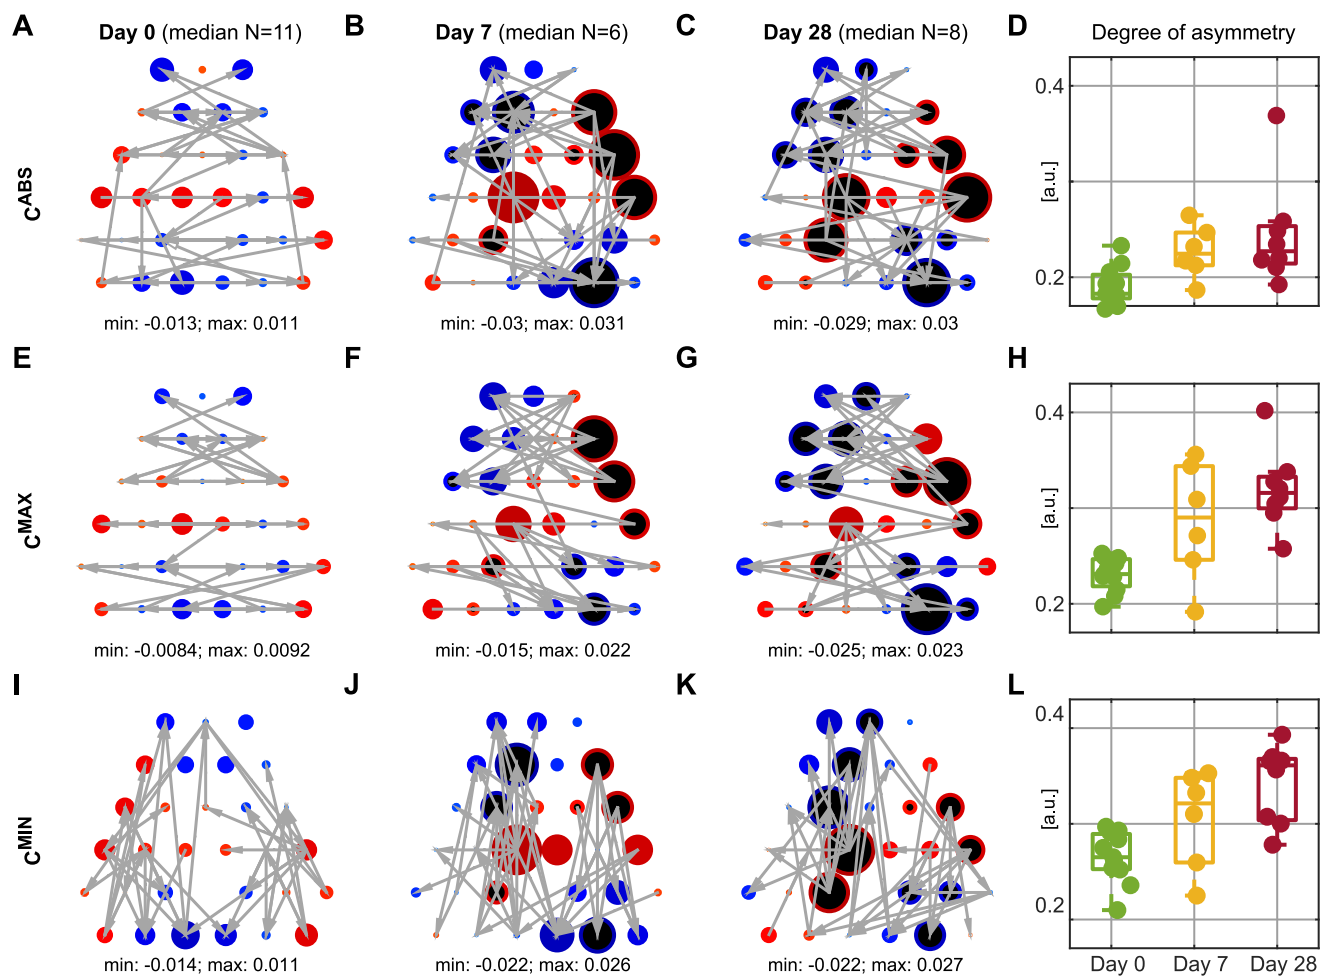 A Day 0 (median N=11) B Day 7 (median N=6) C Day 28 (median N=8) D Degree of asymmetry
C^ABS
[a.u.]
0.4
0.2
min: -0.013; max: 0.011 min: -0.03; max: 0.031 min: -0.029; max: 0.03
E F G H
C^MAX
[a.u.]
0.4
0.2
min: -0.0084; max: 0.0092 min: -0.015; max: 0.022 min: -0.025; max: 0.023
I J K L
C^MIN
[a.u.]
0.4
0.2
min: -0.014; max: 0.011 min: -0.022; max: 0.026 min: -0.022; max: 0.027
Day 0 Day 7 Day 28